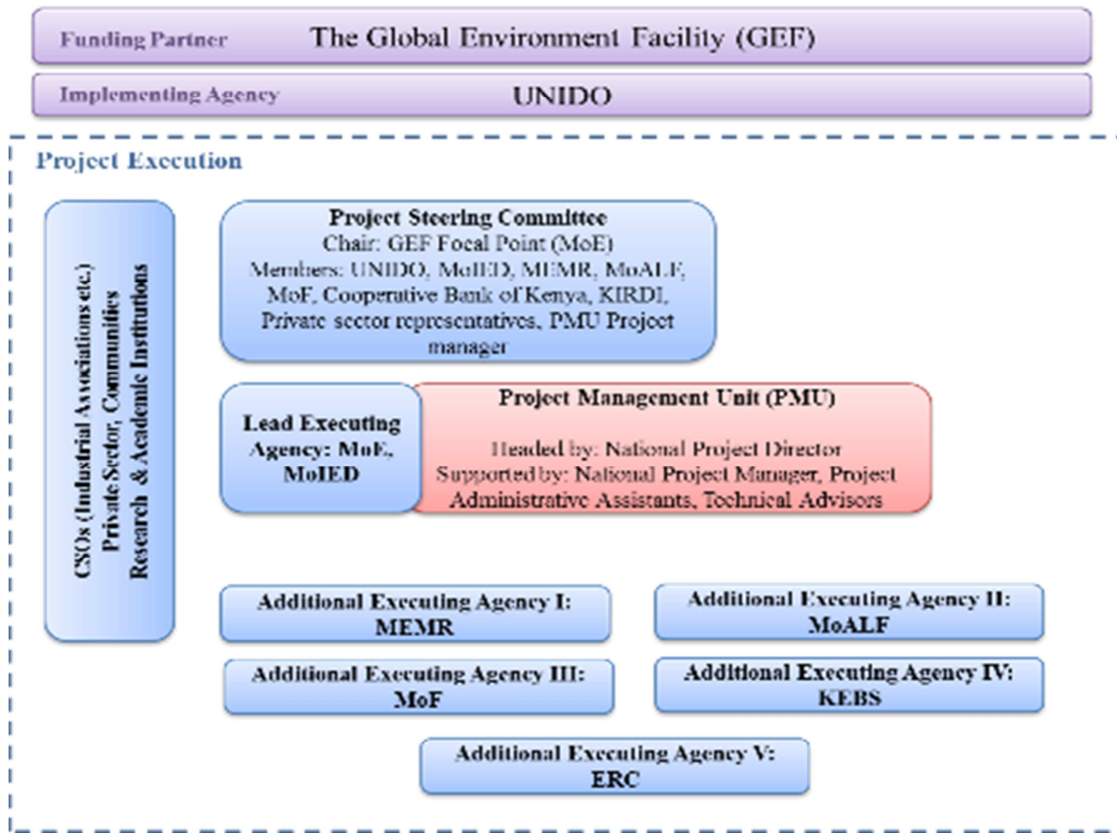 Funding Partner The Global Environment Facility (GEF)
Implementing Agency UNIDO
Project Execution
CSOs (Industrial Associations etc.)
Private Sector, Communities
Research & Academic Institutions
Project Steering Committee
Chair: GEF Focal Point (MoE)
Members: UNIDO, MoIED, MEMR, MoALF,
MoF, Cooperative Bank of Kenya, KIRDI,
Private sector representatives, PMU Project
manager
Lead Executing
Agency: MoE,
MoIED
Project Management Unit (PMU)
Headed by: National Project Director
Supported by: National Project Manager, Project
Administrative Assistants, Technical Advisors
Additional Executing Agency I:
MEMR
Additional Executing Agency II:
MoALF
Additional Executing Agency III:
MoF
Additional Executing Agency IV:
KEBS
Additional Executing Agency V:
ERC